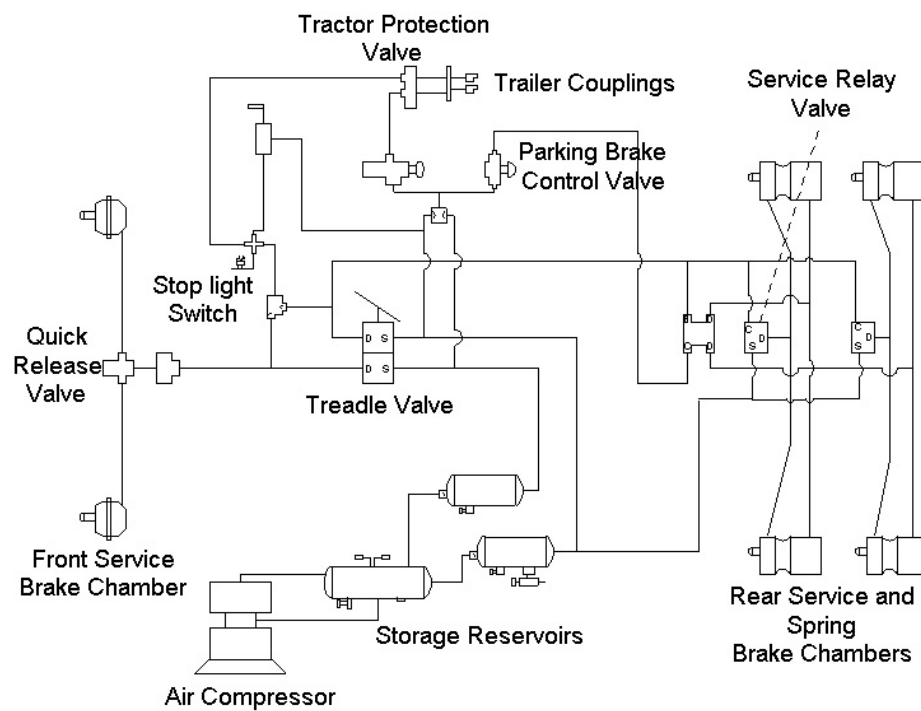 Tractor Protection
Valve
Trailer Couplings
Service Relay
Valve
Parking Brake
Control Valve
Stop light
Switch
Quick
Release
Valve
D S
D S
Treadle Valve
B D
C D
C
D
S
C
D
S
Front Service
Brake Chamber
Storage Reservoirs
Air Compressor
Rear Service and
Spring
Brake Chambers